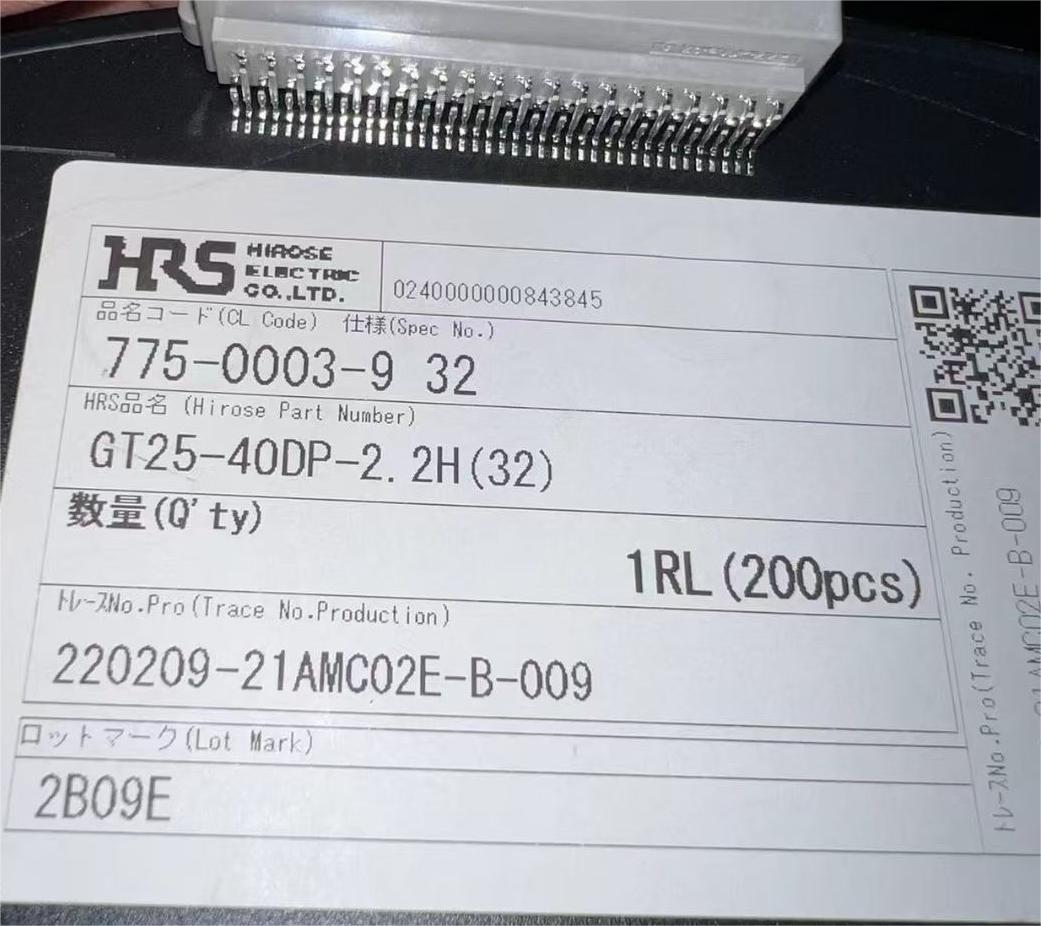 HRS HIROSE
ELECTRIC
CO.,LTD.
0240000000843845
品名コード(CL Code) 仕様(Spec No.)
775-0003-9 32
HRS品名 (Hirose Part Number)
GT25-40DP-2.2H(32)
数量(Q'ty)
1RL(200pcs)
ﾄﾚｰｽNo.Pro(Trace No.Production)
220209-21AMC02E-B-009
ロットマーク(Lot Mark)
2B09E
ﾄﾚｰｽNo.Pro(Trace No. Production)
21AMC02E-B-009